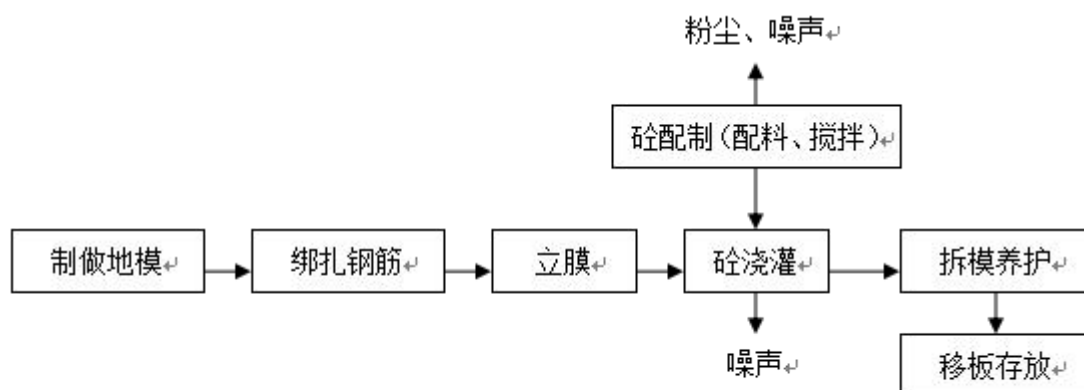 粉尘、噪声
砼配制（配料、搅拌）
制做地模
绑扎钢筋
立膜
砼浇灌
拆模养护
噪声
移板存放